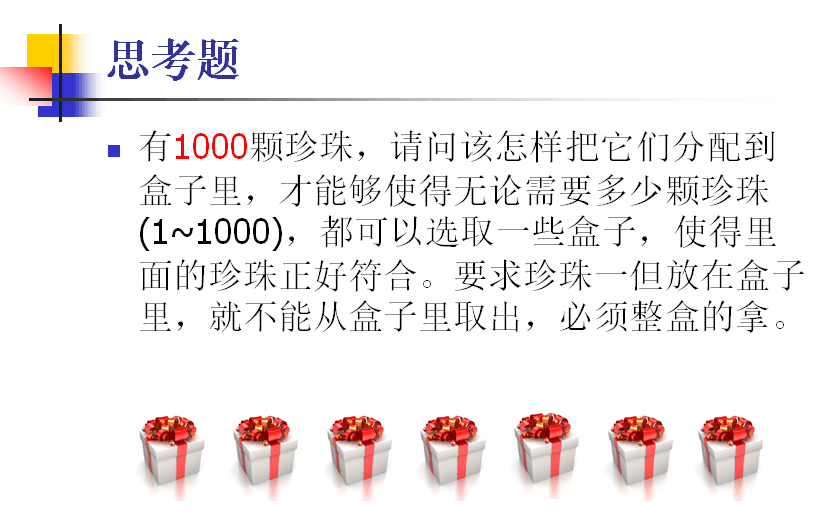 思考题
有1000颗珍珠，请问该怎样把它们分配到
盒子里，才能够使得无论需要多少颗珍珠
(1~1000)，都可以选取一些盒子，使得里
面的珍珠正好符合。要求珍珠一但放在盒子
里，就不能从盒子里取出，必须整盒的拿。